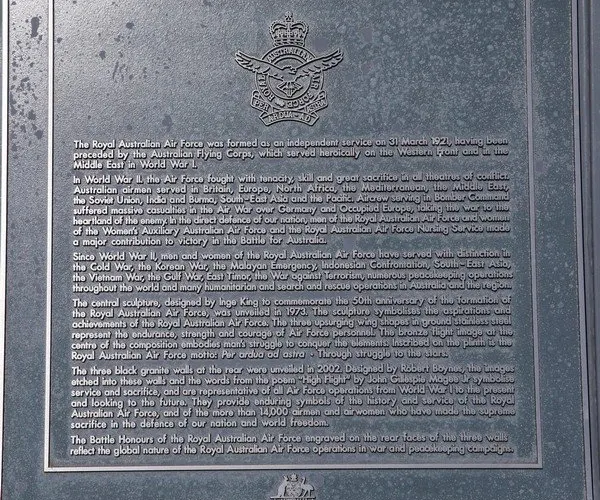 AUSTRALIAN
AIR FORCE
PER ARDUA AD ASTRA
The Royal Australian Air Force was formed as an independent service on 31 March 1921, having been
preceded by the Australian Flying Corps, which served heroically on the Western Front and in the
Middle East in World War I.
In World War II, the Air Force fought with tenacity, skill and great sacrifice in all theatres of conflict.
Australian airmen served in Britain, Europe, North Africa, the Mediterranean, the Middle East,
the Soviet Union, India and Burma, South-East Asia and the Pacific. Aircrew serving in Bomber Command
suffered massive casualties in the Air War over Germany and Occupied Europe, taking the war to the
heartland of the enemy. In the direct defence of our nation, men of the Royal Australian Air Force and women
of the Women's Auxiliary Australian Air Force and the Royal Australian Air Force Nursing Service made
a major contribution to victory in the Battle for Australia.
Since World War II, men and women of the Royal Australian Air Force have served with distinction in
the Cold War, the Korean War, the Malayan Emergency, Indonesian Confrontation, South-East Asia,
the Vietnam War, the Gulf War, East Timor, the War against Terrorism, numerous peacekeeping operations
throughout the world and many humanitarian and search and rescue operations in Australia and the region.
The central sculpture, designed by Inge King to commemorate the 50th anniversary of the formation of
the Royal Australian Air Force, was unveiled in 1973. The sculpture symbolises the aspirations and
achievements of the Royal Australian Air Force. The three upsurging wing shapes in ground stainless steel
represent the endurance, strength and courage of Air Force personnel. The bronze flight image at the
centre of the composition embodies man's struggle to conquer the elements. Inscribed on the plinth is the
Royal Australian Air Force motto: Per ardua ad astra - Through struggle to the stars.
The three black granite walls at the rear were unveiled in 2002. Designed by Robert Boynes, the images
etched into these walls and the words from the poem "High Flight" by John Gillespie Magee Jr symbolise
service and sacrifice, and are representative of all Air Force operations from World War I to the present
and looking to the future. They provide enduring symbols of the history and service of the Royal
Australian Air Force, and of the more than 14,000 airmen and airwomen who have made the supreme
sacrifice in the defence of our nation and world freedom.
The Battle Honours of the Royal Australian Air Force engraved on the rear faces of the three walls
reflect the global nature of the Royal Australian Air Force operations in war and peacekeeping campaigns.